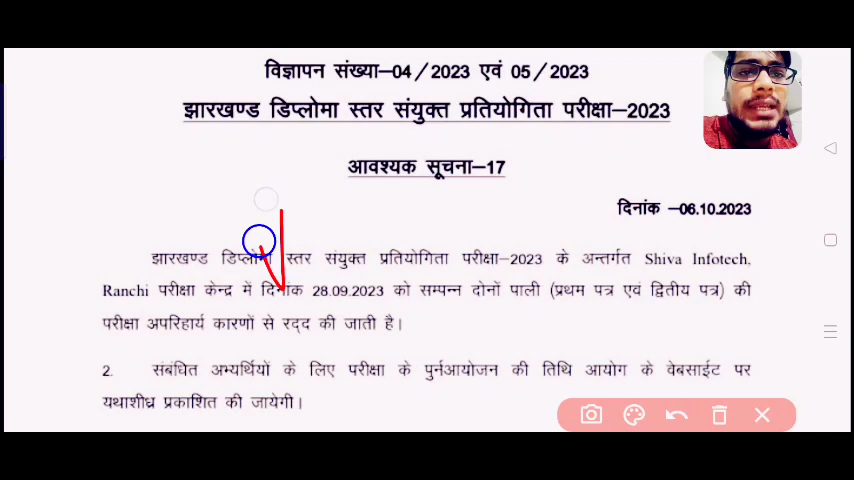 विज्ञापन संख्या–04/2023 एवं 05/2023
झारखण्ड डिप्लोमा स्तर संयुक्त प्रतियोगिता परीक्षा–2023
आवश्यक सूचना–17
दिनांक –06.10.2023
झारखण्ड डिप्लोमा स्तर संयुक्त प्रतियोगिता परीक्षा–2023 के अन्तर्गत Shiva Infotech,
Ranchi परीक्षा केन्द्र में दिनांक 28.09.2023 को सम्पन्न दोनों पाली (प्रथम पत्र एवं द्वितीय पत्र) की
परीक्षा अपरिहार्य कारणों से रद्द की जाती है।
2. संबंधित अभ्यर्थियों के लिए परीक्षा के पुर्नआयोजन की तिथि आयोग के वेबसाईट पर
यथाशीध्र प्रकाशित की जायेगी।